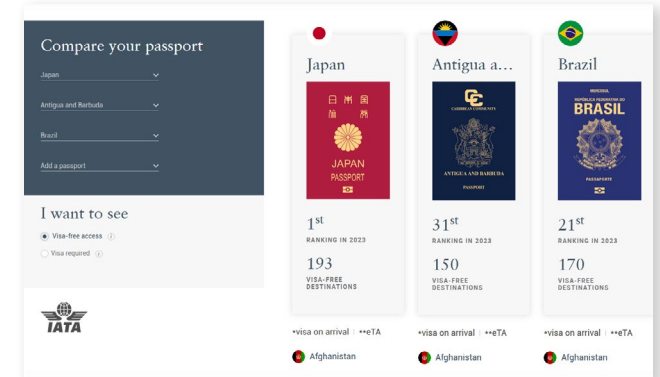 Compare your passport
Japan
Antigua and Barbuda
Brazil
Add a passport
I want to see
Visa-free access
Visa required
IATA
Japan
日本国
旅券
JAPAN
PASSPORT
1st
RANKING IN 2023
193
VISA-FREE
DESTINATIONS
*visa on arrival | **eTA
Afghanistan
Antigua a...
CARIBBEAN COMMUNITY
ANTIGUA AND BARBUDA
PASSPORT
31st
RANKING IN 2023
150
VISA-FREE
DESTINATIONS
*visa on arrival | **eTA
Afghanistan
Brazil
MERCOSUL
REPÚBLICA FEDERATIVA DO
BRASIL
PASSAPORTE
21st
RANKING IN 2023
170
VISA-FREE
DESTINATIONS
*visa on arrival | **eTA
Afghanistan